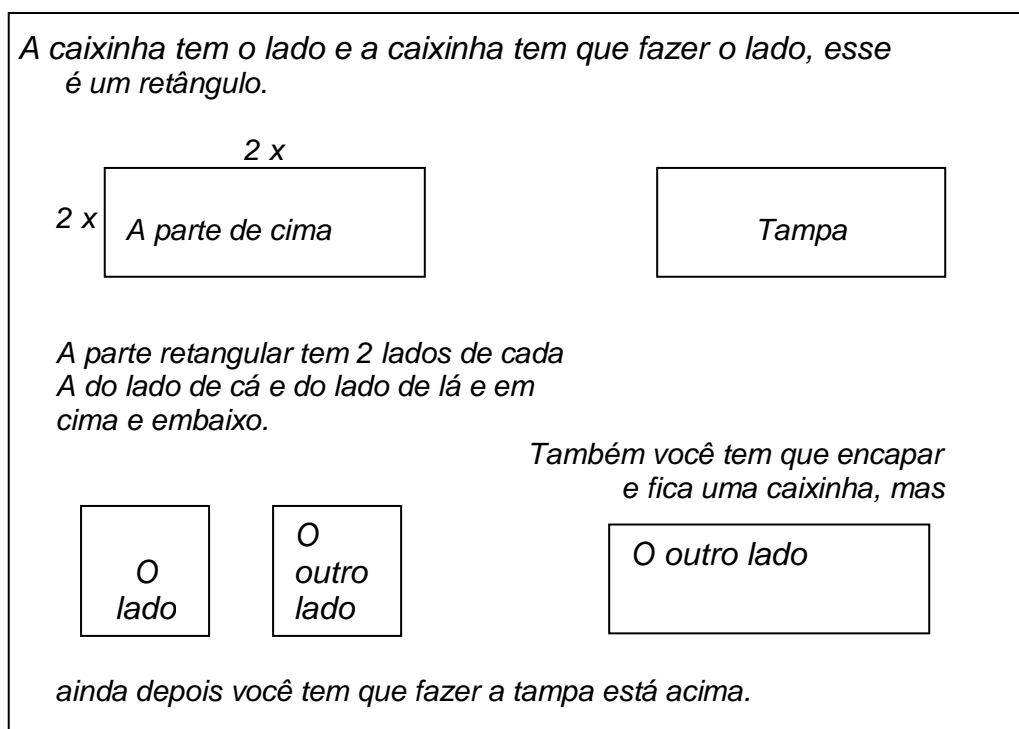 A caixinha tem o lado e a caixinha tem que fazer o lado, esse
é um retângulo.
2 x
2 x
A parte de cima
Tampa
A parte retangular tem 2 lados de cada
A do lado de cá e do lado de lá e em
cima e embaixo.
Também você tem que encapar
e fica uma caixinha, mas
O
lado
O
outro
lado
O outro lado
ainda depois você tem que fazer a tampa está acima.